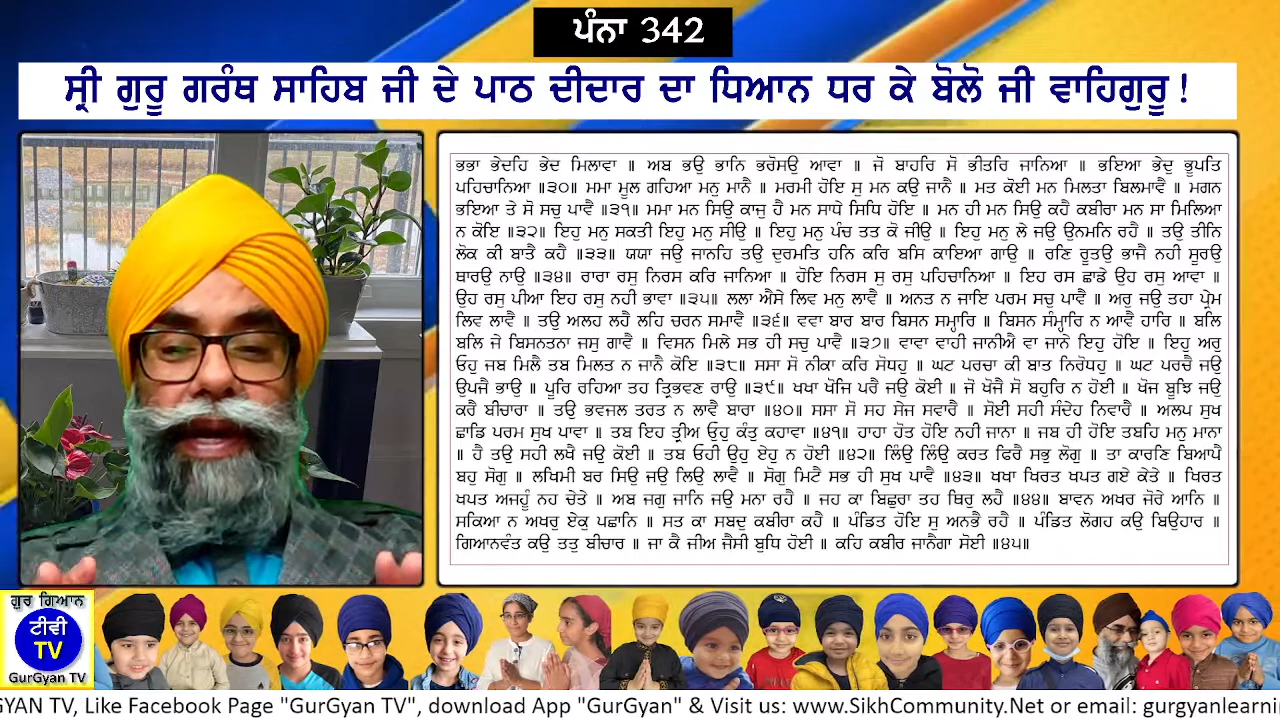 ਪੰਨਾ 342
ਸ੍ਰੀ ਗੁਰੂ ਗਰੰਥ ਸਾਹਿਬ ਜੀ ਦੇ ਪਾਠ ਦੀਦਾਰ ਦਾ ਧਿਆਨ ਧਰ ਕੇ ਬੋਲੋ ਜੀ ਵਾਹਿਗੁਰੂ !
ਭਭਾ ਭੇਦਹਿ ਭੇਦ ਮਿਲਾਵਾ ॥ ਅਬ ਭਉ ਭਾਨਿ ਭਰੋਸਉ ਆਵਾ ॥ ਜੋ ਬਾਹਰਿ ਸੋ ਭੀਤਰਿ ਜਾਨਿਆ ॥ ਭਇਆ ਭੇਦੁ ਭੂਪਤਿ
ਪਹਿਚਾਨਿਆ ॥੩੦॥ ਮਮਾ ਮੂਲ ਗਹਿਆ ਮਨੁ ਮਾਨੈ ॥ ਮਰਮੀ ਹੋਇ ਸੁ ਮਨ ਕਉ ਜਾਨੈ ॥ ਮਤ ਕੋਈ ਮਨ ਮਿਲਤਾ ਬਿਲਮਾਵੈ ॥ ਮਗਨ
ਭਇਆ ਤੇ ਸੋ ਸਚੁ ਪਾਵੈ ॥੩੧॥ ਮਮਾ ਮਨ ਸਿਉ ਕਾਜੁ ਹੈ ਮਨ ਸਾਧੇ ਸਿਧਿ ਹੋਇ ॥ ਮਨ ਹੀ ਮਨ ਸਿਉ ਕਹੈ ਕਬੀਰਾ ਮਨ ਸਾ ਮਿਲਿਆ
ਨ ਕੋਇ ॥੩੨॥ ਇਹੁ ਮਨੁ ਸਕਤੀ ਇਹੁ ਮਨੁ ਸੀਉ ॥ ਇਹੁ ਮਨੁ ਪੰਚ ਤਤ ਕੋ ਜੀਉ ॥ ਇਹੁ ਮਨੁ ਲੇ ਜਉ ਉਨਮਨਿ ਰਹੈ ॥ ਤਉ ਤੀਨਿ
ਲੋਕ ਕੀ ਬਾਤੈ ਕਹੈ ॥੩੩॥ ਯਯਾ ਜਉ ਜਾਨਹਿ ਤਉ ਦੁਰਮਤਿ ਹਨਿ ਕਰਿ ਬਸਿ ਕਾਇਆ ਗਾਉ ॥ ਰਣਿ ਰੂਤਉ ਭਾਜੈ ਨਹੀ ਸੂਰਉ
ਥਾਰਉ ਨਾਉ ॥੩੪॥ ਰਾਰਾ ਰਸੁ ਨਿਰਸ ਕਰਿ ਜਾਨਿਆ ॥ ਹੋਇ ਨਿਰਸ ਸੁ ਰਸੁ ਪਹਿਚਾਨਿਆ ॥ ਇਹ ਰਸ ਛਾਡੇ ਉਹ ਰਸੁ ਆਵਾ ॥
ਉਹ ਰਸੁ ਪੀਆ ਇਹ ਰਸੁ ਨਹੀ ਭਾਵਾ ॥੩੫॥ ਲਲਾ ਐਸੇ ਲਿਵ ਮਨੁ ਲਾਵੈ ॥ ਅਨਤ ਨ ਜਾਇ ਪਰਮ ਸਚੁ ਪਾਵੈ ॥ ਅਰੁ ਜਉ ਤਹਾ ਪ੍ਰੇਮ
ਲਿਵ ਲਾਵੈ ॥ ਤਉ ਅਲਹ ਲਹੈ ਲਹਿ ਚਰਨ ਸਮਾਵੈ ॥੩੬॥ ਵਵਾ ਬਾਰ ਬਾਰ ਬਿਸਨ ਸਮ੍ਹਾਰਿ ॥ ਬਿਸਨ ਸੰਮ੍ਹਾਰਿ ਨ ਆਵੈ ਹਾਰਿ ॥ ਬਲਿ
ਬਲਿ ਜੇ ਬਿਸਨਤਨਾ ਜਸੁ ਗਾਵੈ ॥ ਵਿਸਨ ਮਿਲੇ ਸਭ ਹੀ ਸਚੁ ਪਾਵੈ ॥੩੭॥ ਵਾਵਾ ਵਾਹੀ ਜਾਨੀਐ ਵਾ ਜਾਨੇ ਇਹੁ ਹੋਇ ॥ ਇਹੁ ਅਰੁ
ਓਹੁ ਜਬ ਮਿਲੈ ਤਬ ਮਿਲਤ ਨ ਜਾਨੈ ਕੋਇ ॥੩੮॥ ਸਸਾ ਸੋ ਨੀਕਾ ਕਰਿ ਸੋਧਹੁ ॥ ਘਟ ਪਰਚਾ ਕੀ ਬਾਤ ਨਿਰੋਧਹੁ ॥ ਘਟ ਪਰਚੈ ਜਉ
ਉਪਜੈ ਭਾਉ ॥ ਪੂਰਿ ਰਹਿਆ ਤਹ ਤ੍ਰਿਭਵਣ ਰਾਉ ॥੩੯॥ ਖਖਾ ਖੋਜਿ ਪਰੈ ਜਉ ਕੋਈ ॥ ਜੋ ਖੋਜੈ ਸੋ ਬਹੁਰਿ ਨ ਹੋਈ ॥ ਖੋਜ ਬੂਝਿ ਜਉ
ਕਰੈ ਬੀਚਾਰਾ ॥ ਤਉ ਭਵਜਲ ਤਰਤ ਨ ਲਾਵੈ ਬਾਰਾ ॥੪੦॥ ਸਸਾ ਸੋ ਸਹ ਸੇਜ ਸਵਾਰੈ ॥ ਸੋਈ ਸਹੀ ਸੰਦੇਹ ਨਿਵਾਰੈ ॥ ਅਲਪ ਸੁਖ
ਛਾਡਿ ਪਰਮ ਸੁਖ ਪਾਵਾ ॥ ਤਬ ਇਹ ਤ੍ਰੀਅ ਓੁਹੁ ਕੰਤੁ ਕਹਾਵਾ ॥੪੧॥ ਹਾਹਾ ਹੋਤ ਹੋਇ ਨਹੀ ਜਾਨਾ ॥ ਜਬ ਹੀ ਹੋਇ ਤਬਹਿ ਮਨੁ ਮਾਨਾ
॥ ਹੈ ਤਉ ਸਹੀ ਲਖੈ ਜਉ ਕੋਈ ॥ ਤਬ ਓਹੀ ਉਹੁ ਏਹੁ ਨ ਹੋਈ ॥੪੨॥ ਲਿੰਉ ਲਿੰਉ ਕਰਤ ਫਿਰੈ ਸਭੁ ਲੋਗੁ ॥ ਤਾ ਕਾਰਣਿ ਬਿਆਪੈ
ਬਹੁ ਸੋਗੁ ॥ ਲਖਿਮੀ ਬਰ ਸਿਉ ਜਉ ਲਿਉ ਲਾਵੈ ॥ ਸੋਗੁ ਮਿਟੈ ਸਭ ਹੀ ਸੁਖ ਪਾਵੈ ॥੪੩॥ ਖਖਾ ਖਿਰਤ ਖਪਤ ਗਏ ਕੇਤੇ ॥ ਖਿਰਤ
ਖਪਤ ਅਜਹੂੰ ਨਹ ਚੇਤੇ ॥ ਅਬ ਜਗੁ ਜਾਨਿ ਜਉ ਮਨਾ ਰਹੈ ॥ ਜਹ ਕਾ ਬਿਛੁਰਾ ਤਹ ਥਿਰੁ ਲਹੈ ॥੪੪॥ ਬਾਵਨ ਅਖਰ ਜੋਰੇ ਆਨਿ ॥
ਸਕਿਆ ਨ ਅਖਰੁ ਏਕੁ ਪਛਾਨਿ ॥ ਸਤ ਕਾ ਸਬਦੁ ਕਬੀਰਾ ਕਹੈ ॥ ਪੰਡਿਤ ਹੋਇ ਸੁ ਅਨਭੈ ਰਹੈ ॥ ਪੰਡਿਤ ਲੋਗਹ ਕਉ ਬਿਉਹਾਰ ॥
ਗਿਆਨਵੰਤ ਕਉ ਤਤੁ ਬੀਚਾਰ ॥ ਜਾ ਕੈ ਜੀਅ ਜੈਸੀ ਬੁਧਿ ਹੋਈ ॥ ਕਹਿ ਕਬੀਰ ਜਾਨੈਗਾ ਸੋਈ ॥੪੫॥
ਗੁਰ ਗਿਆਨ
ਟੀਵੀ
TV
GurGyan TV
GYAN TV, Like Facebook Page "GurGyan TV", download App "GurGyan" & Visit us: www.SikhCommunity.Net or email: gurgyanlearni